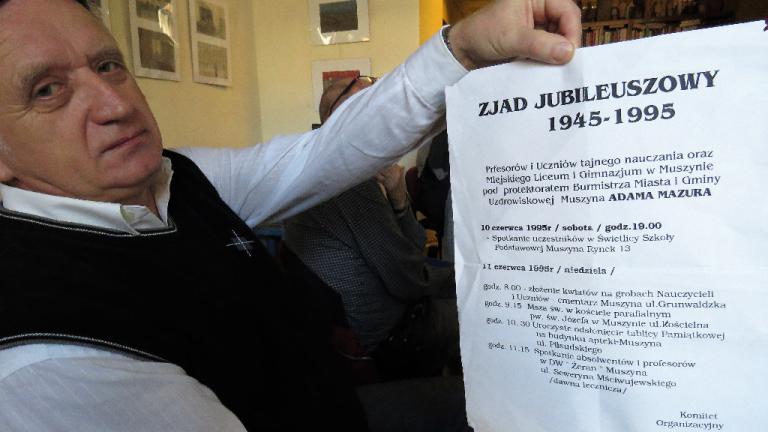 ZJAD JUBILEUSZOWY
1945-1995
Prfesorów i Uczniów tajnego nauczania oraz
Miejskiego Liceum i Gimnazjum w Muszynie
pod protektoratem Burmistrza Miasta i Gminy
Uzdrowiskowej Muszyna ADAMA MAZURA
10 czerwca 1995r / sobota / godz.19.00
- Spotkanie uczestników w Świetlicy Szkoły
Podstawowej Muszyna Rynek 13
11 czerwca 1995r / niedziela /
godz. 8.00 - złożenie kwiatów na grobach Nauczycieli
i Uczniów - cmentarz Muszyna ul.Grunwaldzka
godz. 9.15 Msza św. w kościele parafialnym
pw. św. Józefa w Muszynie ul.Kościelna
godz. 10.30 Uroczyste odsłonięcie tablicy Pamiątkowej
na budynku apteki-Muszyna
ul. Piłsudskiego
godz. 11.15 Spotkanie absolwentów i profesorów
w DW " Żeran " Muszyna
ul. Seweryna Mściwujewskiego
/dawna lecznica/
Komitet
Organizacyjny